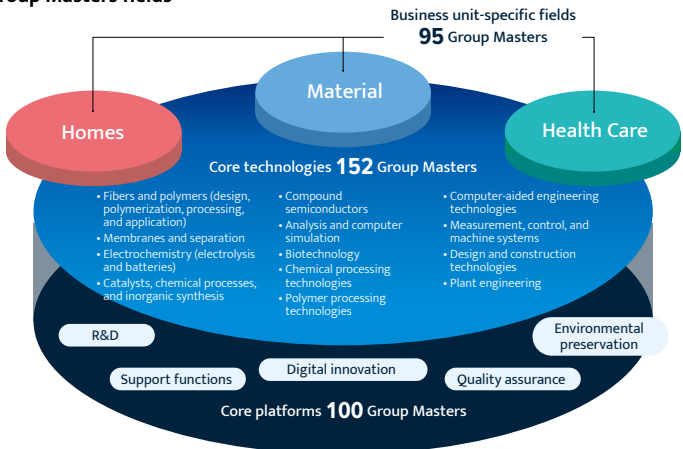 Group Masters fields
Business unit-specific fields
95 Group Masters
Homes
Material
Health Care
Core technologies 152 Group Masters
• Fibers and polymers (design,
polymerization, processing,
and application)
• Membranes and separation
• Electrochemistry (electrolysis
and batteries)
• Catalysts, chemical processes,
and inorganic synthesis
• Compound
semiconductors
• Analysis and computer
simulation
• Biotechnology
• Chemical processing
technologies
• Polymer processing
technologies
• Computer-aided engineering
technologies
• Measurement, control, and
machine systems
• Design and construction
technologies
• Plant engineering
R&D
Support functions
Digital innovation
Quality assurance
Environmental
preservation
Core platforms 100 Group Masters